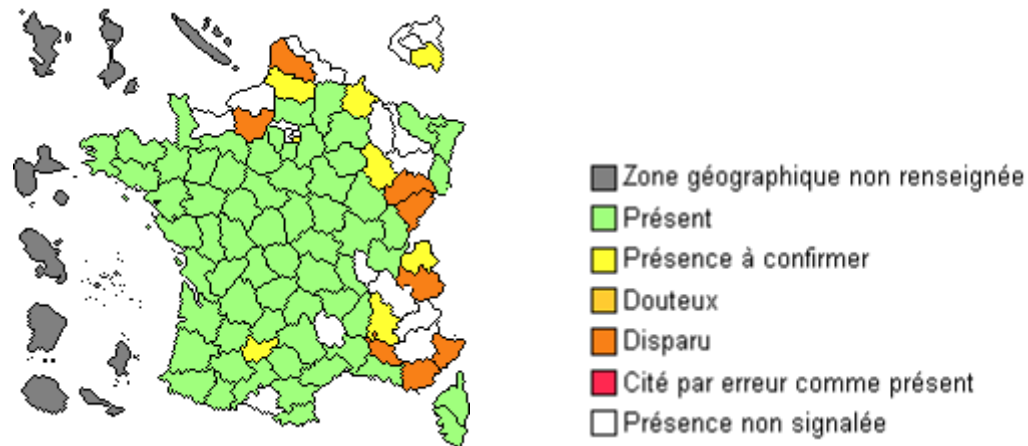 Zone géographique non renseignée
Présent
Présence à confirmer
Douteux
Disparu
Cité par erreur comme présent
Présence non signalée